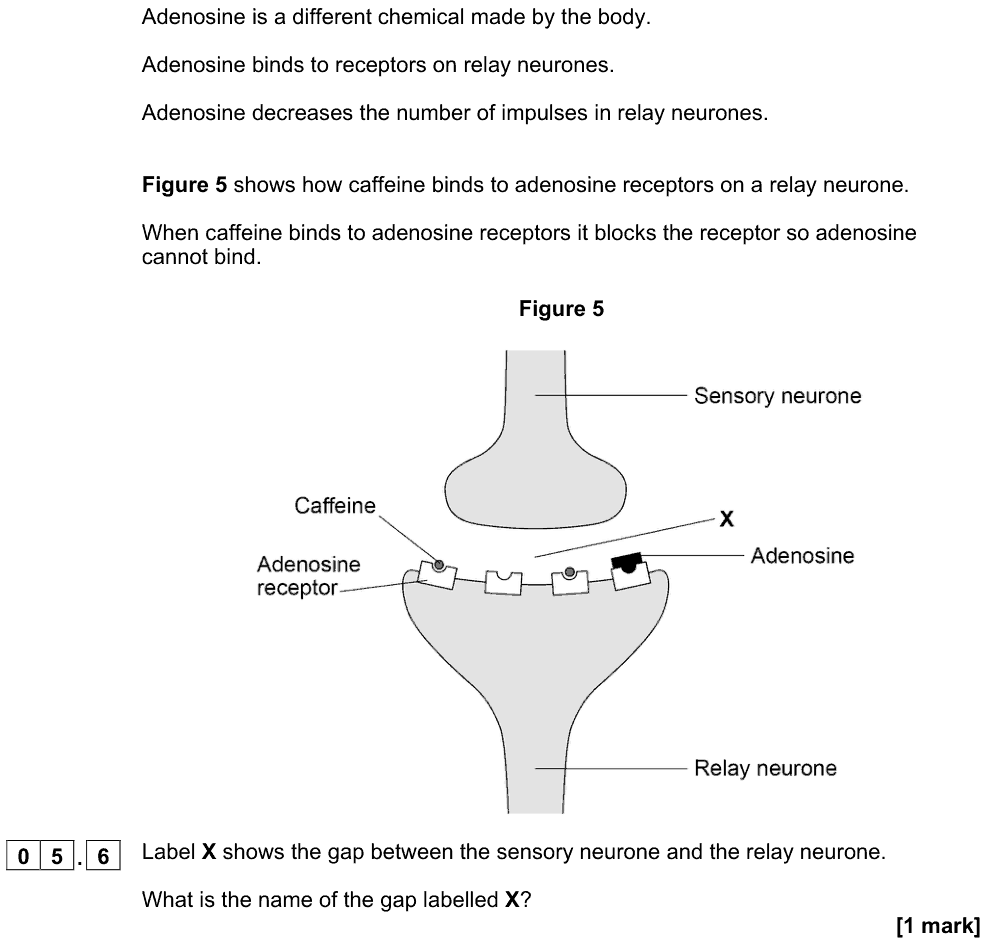 Adenosine is a different chemical made by the body.
Adenosine binds to receptors on relay neurones.
Adenosine decreases the number of impulses in relay neurones.
Figure 5 shows how caffeine binds to adenosine receptors on a relay neurone.
When caffeine binds to adenosine receptors it blocks the receptor so adenosine
cannot bind.
Figure 5
Sensory neurone
Caffeine
X
Adenosine
Adenosine
receptor
Relay neurone
0 5 . 6 Label X shows the gap between the sensory neurone and the relay neurone.
What is the name of the gap labelled X?
[1 mark]